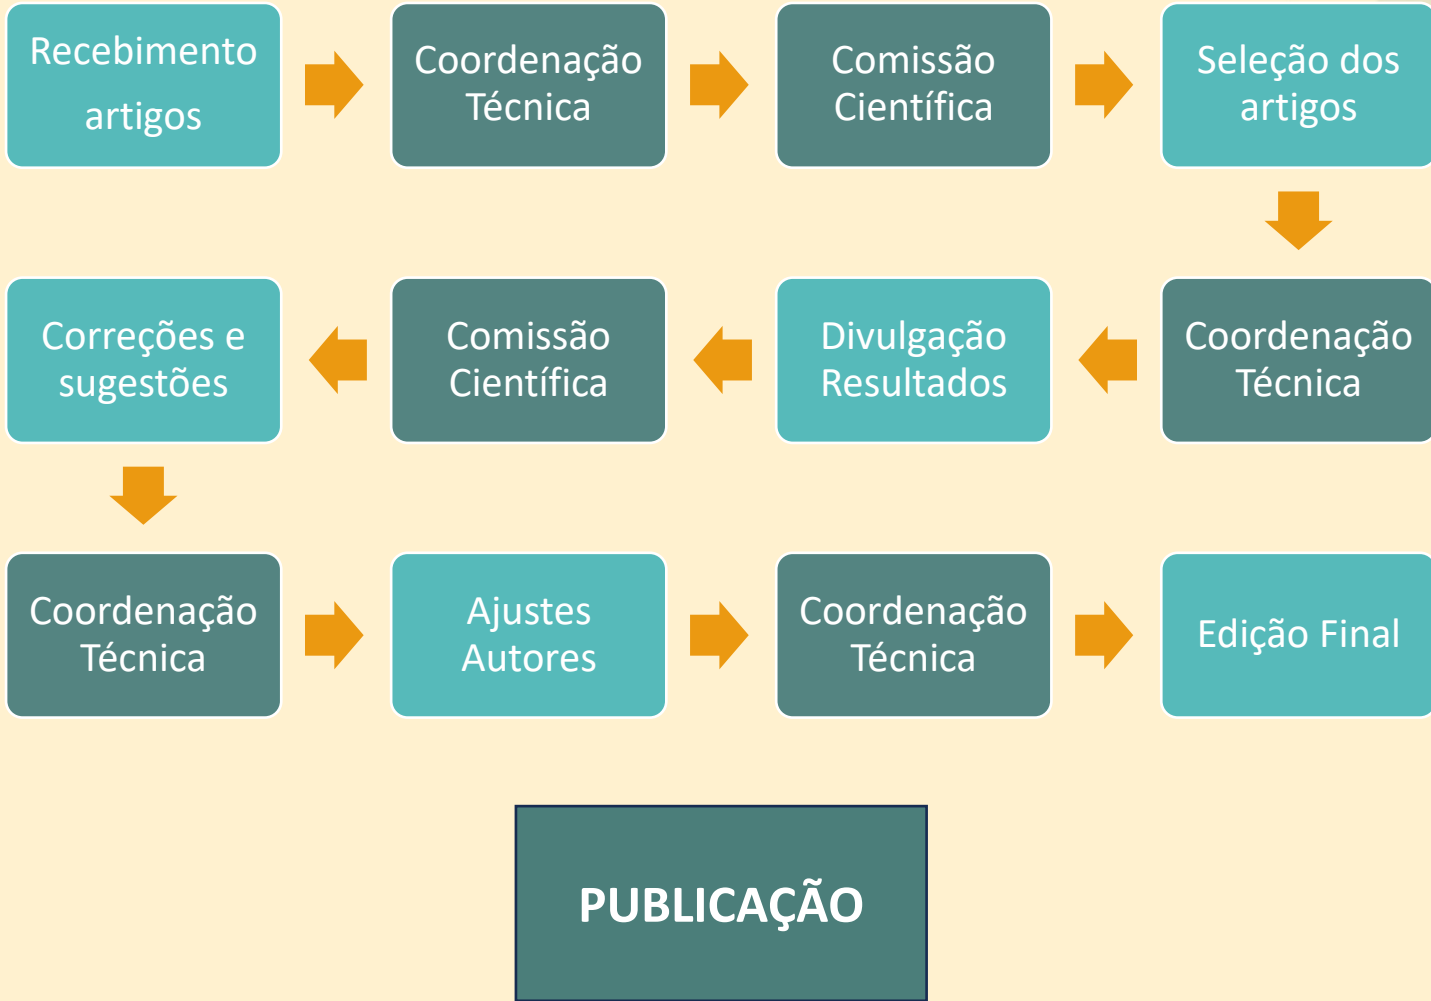 Recebimento
artigos
Coordenação
Técnica
Comissão
Científica
Seleção dos
artigos
Coordenação
Técnica
Divulgação
Resultados
Comissão
Científica
Correções e
sugestões
Coordenação
Técnica
Ajustes
Autores
Coordenação
Técnica
Edição Final
PUBLICAÇÃO